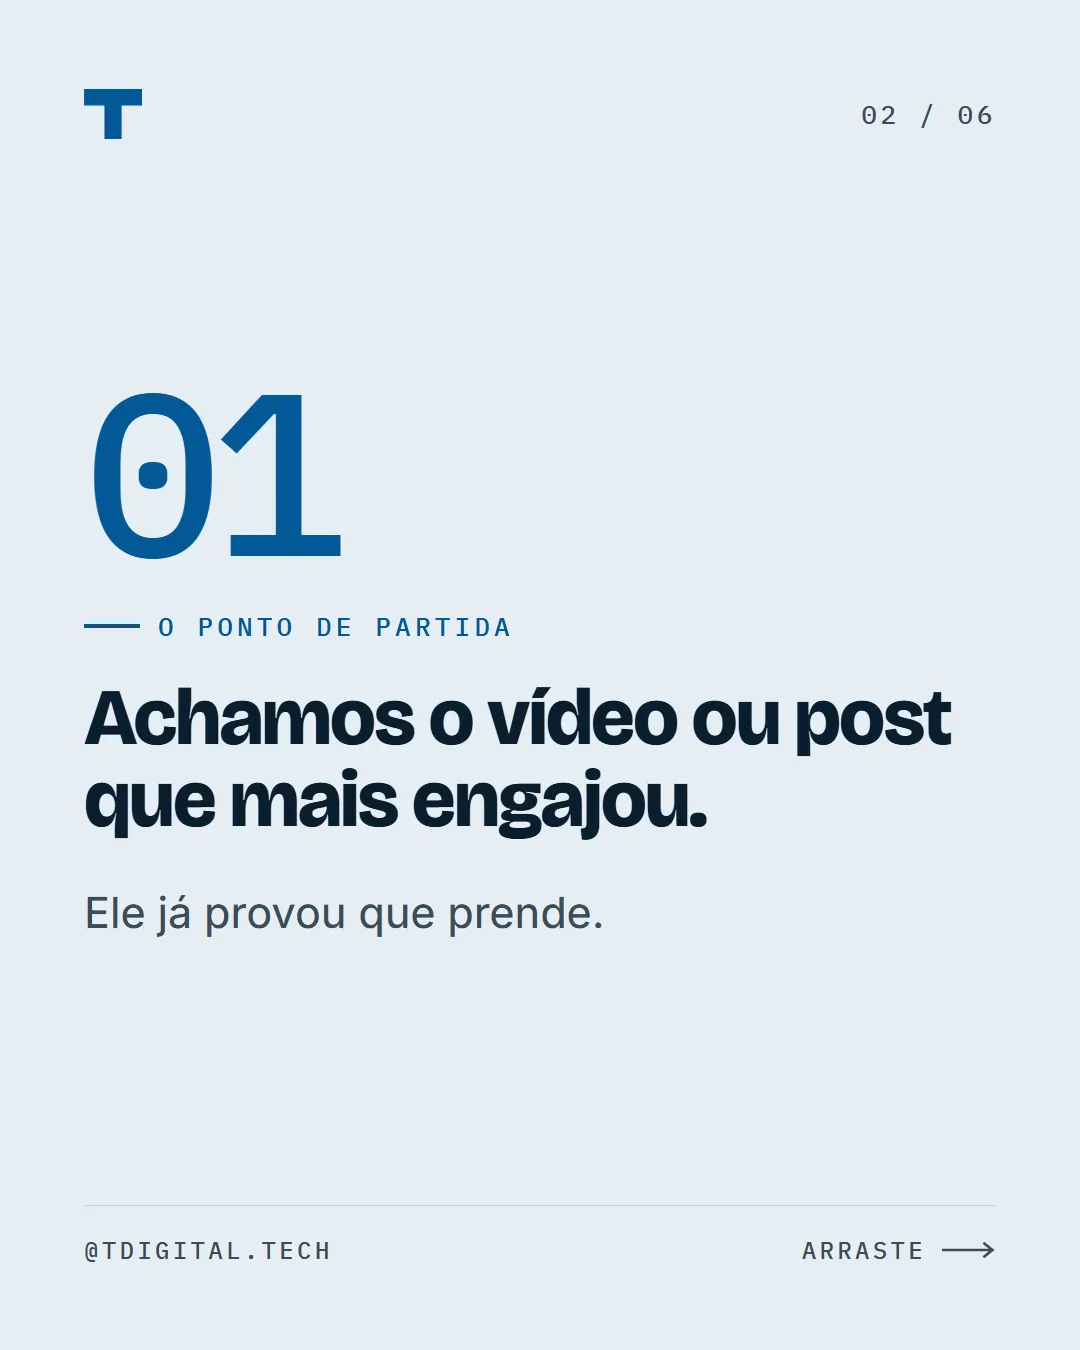 T
02 / 06
01
O PONTO DE PARTIDA
Achamos o vídeo ou post
que mais engajou.
Ele já provou que prende.
@TDIGITAL.TECH
ARRASTE